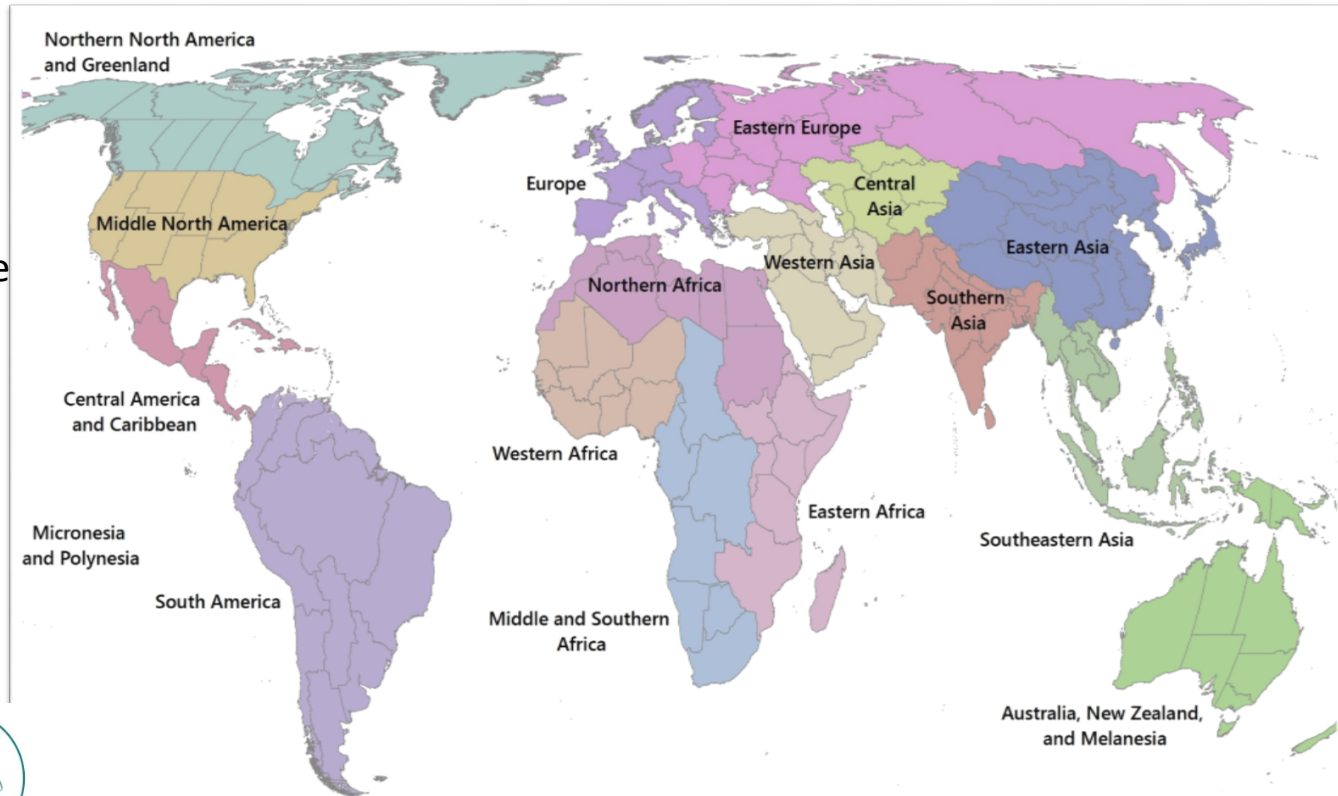 Northern North America
and Greenland
Eastern Europe
Europe
Central
Asia
Middle North America
Eastern Asia
Western Asia
e
Northern Africa
Southern
Asia
Central America
and Caribbean
Western Africa
Eastern Africa
Micronesia
and Polynesia
Southeastern Asia
South America
Middle and Southern
Africa
Australia, New Zealand,
and Melanesia